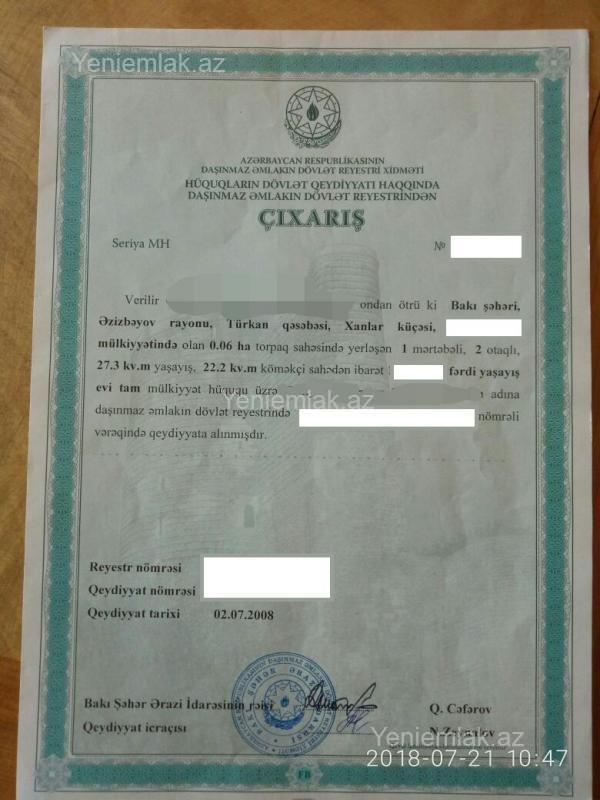 Yeniemlak.az
AZƏRBAYCAN RESPUBLİKASININ
DAŞINMAZ ƏMLAKIN DÖVLƏT REYESTRİ XİDMƏTİ
HÜQUQLARIN DÖVLƏT QEYDİYYATI HAQQINDA
DAŞINMAZ ƏMLAKIN DÖVLƏT REYESTRİNDƏN
ÇIXARIŞ
Seriya MH №
Verilir ondan ötrü ki Bakı şəhəri,
Əzizbəyov rayonu, Türkan qəsəbəsi, Xanlar küçəsi,
mülkiyyətində olan 0.06 ha torpaq sahəsində yerləşən 1 mərtəbəli, 2 otaqlı,
27.3 kv.m yaşayış, 22.2 kv.m köməkçi sahədən ibarət fərdi yaşayış
evi tam mülkiyyət hüququ üzrə adına
Yeniemlak.az
daşınmaz əmlakın dövlət reyestrində nömrəli
vərəqində qeydiyyata alınmışdır.
Reyestr nömrəsi
Qeydiyyat nömrəsi
Qeydiyyat tarixi 02.07.2008
Bakı Şəhər Ərazi İdarəsinin rəisi Q. Cəfərov
Qeydiyyat icraçısı
Yeniemlak.az
2018-07-21 10:47
FB